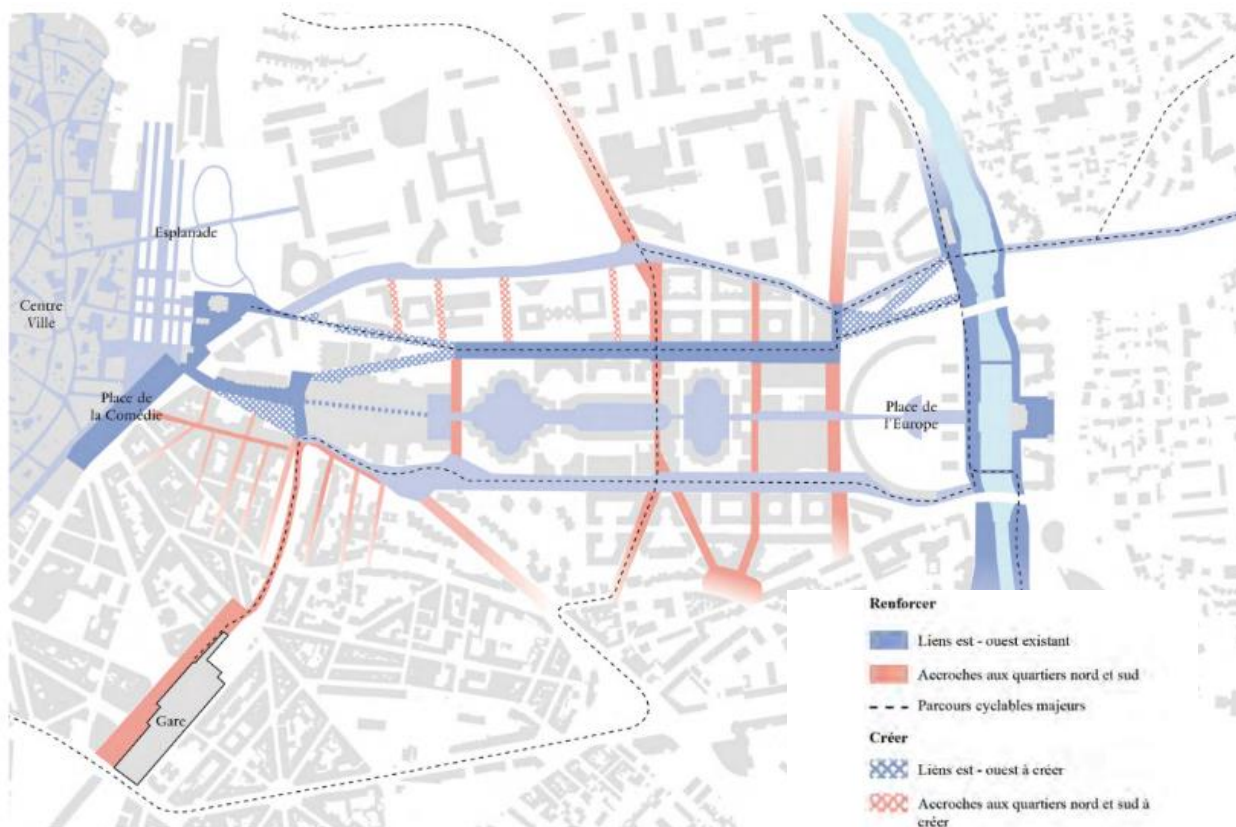 Esplanade
Centre
Ville
Place de
la Comédie
Place de
l'Europe
Gare
Renforcer
Liens est - ouest existant
Accroches aux quartiers nord et sud
Parcours cyclables majeurs
Créer
Liens est - ouest à créer
Accroches aux quartiers nord et sud à
créer